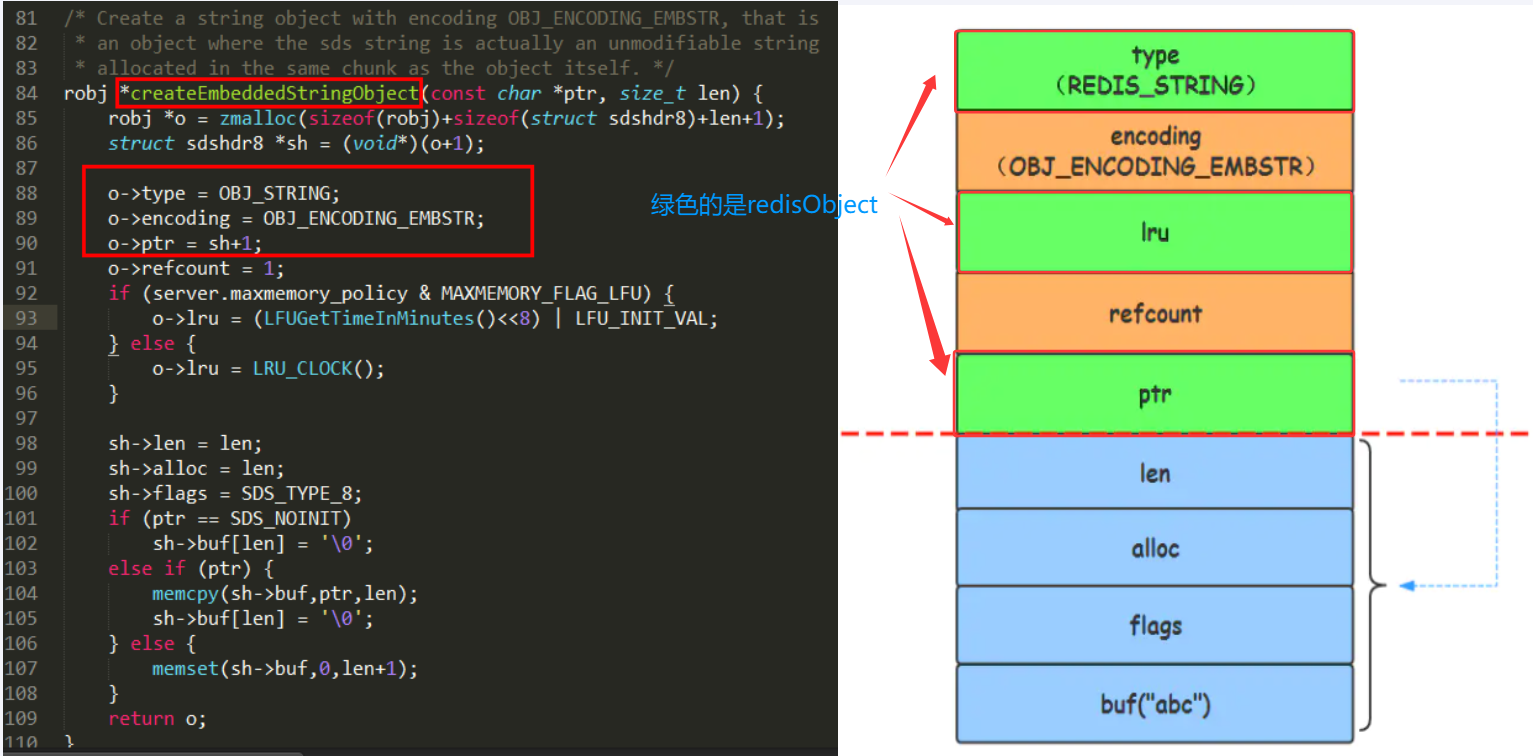 81 /* Create a string object with encoding OBJ_ENCODING_EMBSTR, that is
82  * an object where the sds string is actually an unmodifiable string
83  * allocated in the same chunk as the object itself. */
84 robj *createEmbeddedStringObject(const char *ptr, size_t len) {
85     robj *o = zmalloc(sizeof(robj)+sizeof(struct sdshdr8)+len+1);
86     struct sdshdr8 *sh = (void*)(o+1);
87
88     o->type = OBJ_STRING;
89     o->encoding = OBJ_ENCODING_EMBSTR;
90     o->ptr = sh+1;
91     o->refcount = 1;
92     if (server.maxmemory_policy & MAXMEMORY_FLAG_LFU) {
93         o->lru = (LFUGetTimeInMinutes()<<8) | LFU_INIT_VAL;
94     } else {
95         o->lru = LRU_CLOCK();
96     }
97
98     sh->len = len;
99     sh->alloc = len;
100     sh->flags = SDS_TYPE_8;
101     if (ptr == SDS_NOINIT)
102         sh->buf[len] = '\0';
103     else if (ptr) {
104         memcpy(sh->buf,ptr,len);
105         sh->buf[len] = '\0';
106     } else {
107         memset(sh->buf,0,len+1);
108     }
109     return o;
110 }
绿色的是redisObject
type
（REDIS_STRING）
encoding
（OBJ_ENCODING_EMBSTR）
lru
refcount
ptr
len
alloc
flags
buf("abc")